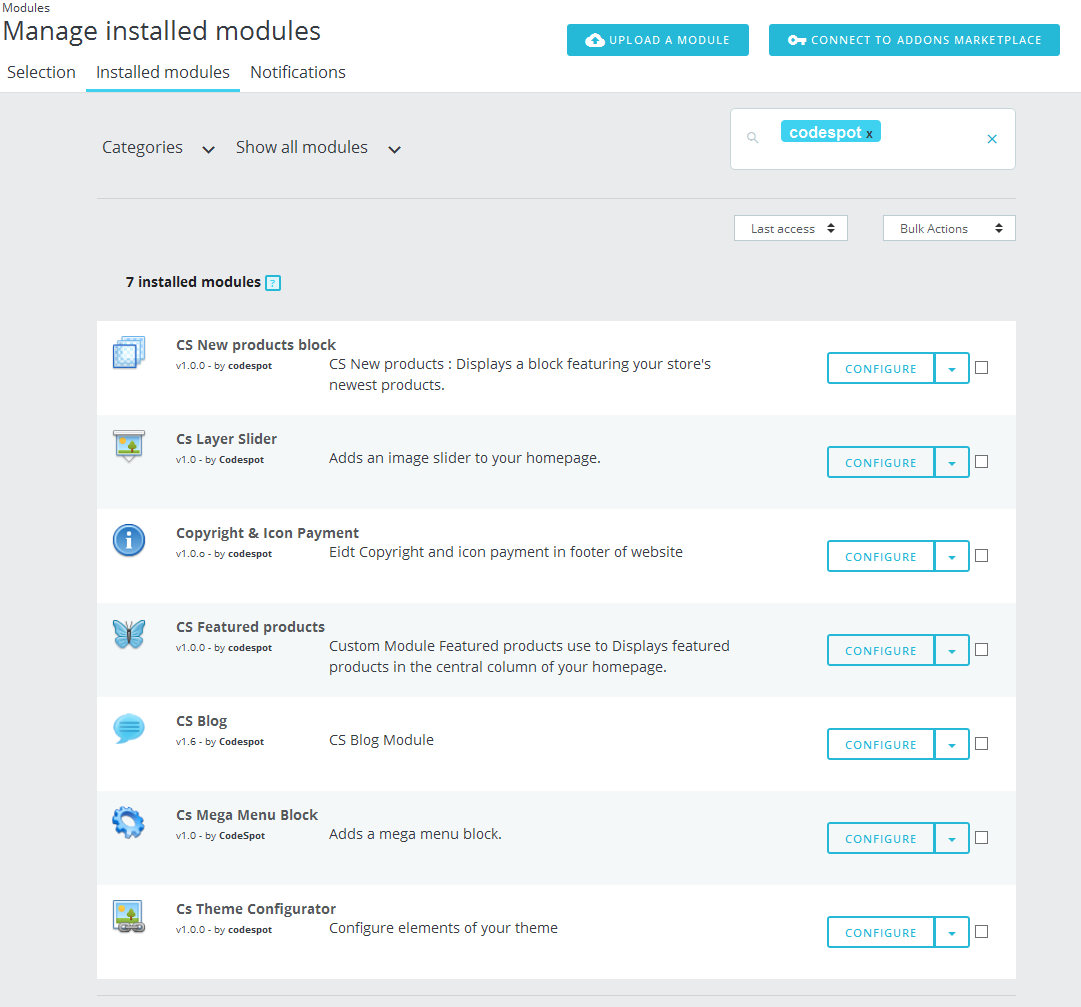 Modules
Manage installed modules
UPLOAD A MODULE
CONNECT TO ADDONS MARKETPLACE
Selection
Installed modules
Notifications
Categories
Show all modules
codespot x
Last access
Bulk Actions
7 installed modules ?
CS New products block
v1.0.0 - by codespot
CS New products : Displays a block featuring your store's
newest products.
CONFIGURE
Cs Layer Slider
v1.0 - by Codespot
Adds an image slider to your homepage.
CONFIGURE
Copyright & Icon Payment
v1.0.o - by codespot
Eidt Copyright and icon payment in footer of website
CONFIGURE
CS Featured products
v1.0.0 - by codespot
Custom Module Featured products use to Displays featured
products in the central column of your homepage.
CONFIGURE
CS Blog
v1.6 - by Codespot
CS Blog Module
CONFIGURE
Cs Mega Menu Block
v1.0 - by CodeSpot
Adds a mega menu block.
CONFIGURE
Cs Theme Configurator
v1.0.0 - by codespot
Configure elements of your theme
CONFIGURE